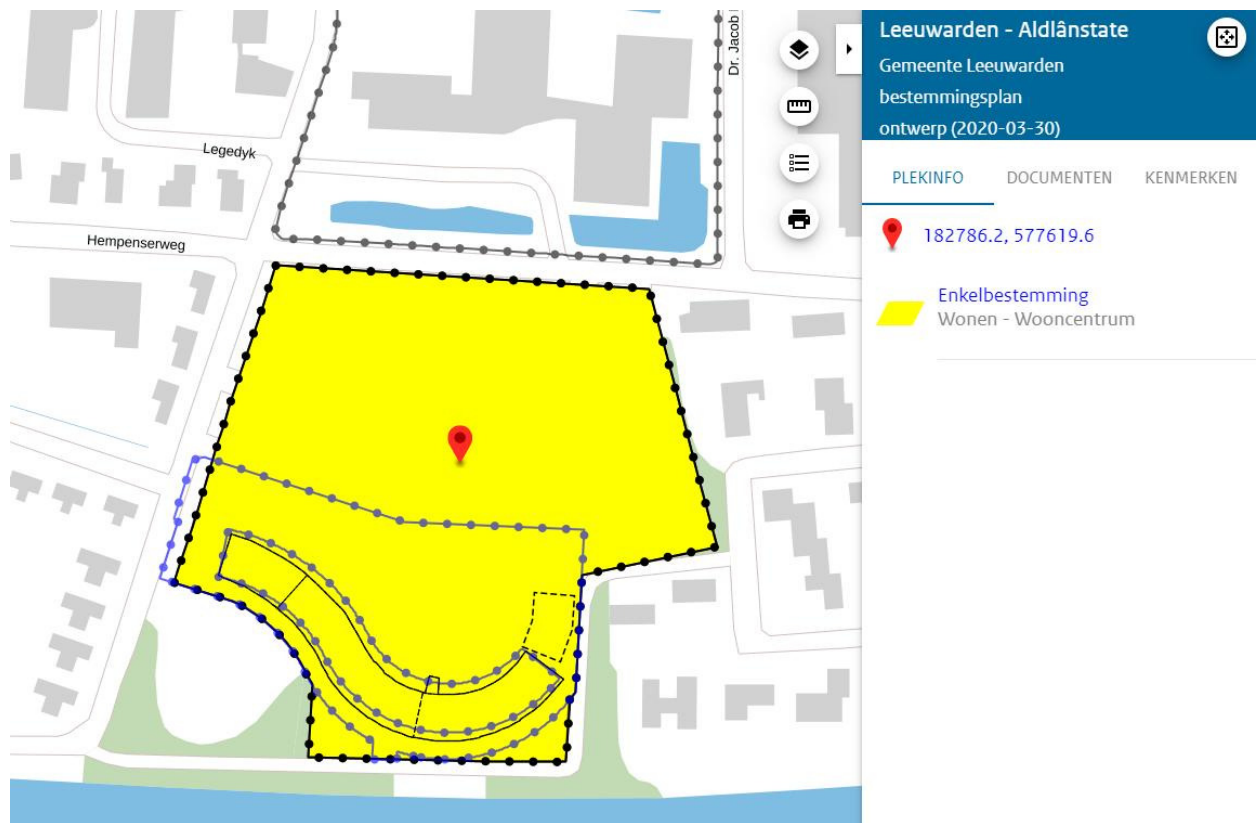 Dr. Jacob
Legedyk
Hempenserweg
Leeuwarden - Aldlânstate
Gemeente Leeuwarden
bestemmingsplan
ontwerp (2020-03-30)
PLEKINFO DOCUMENTEN KENMERKEN
182786.2, 577619.6
Enkelbestemming
Wonen - Wooncentrum